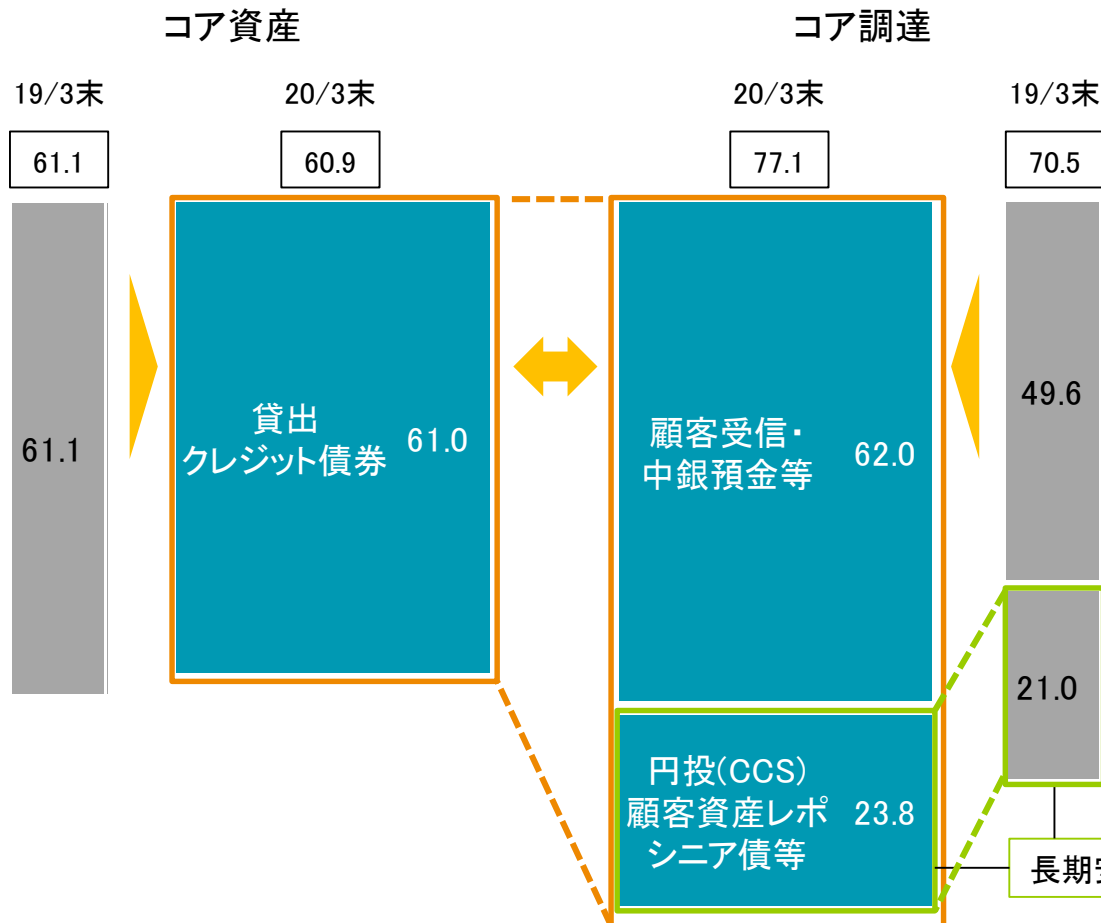 コア資産
コア調達
19/3末
20/3末
20/3末
19/3末
61.1
60.9
77.1
70.5
61.1
貸出
クレジット債券
61.0
顧客受信・
中銀預金等
62.0
49.6
円投(CCS)
顧客資産レポ
シニア債等
23.8
21.0
長期